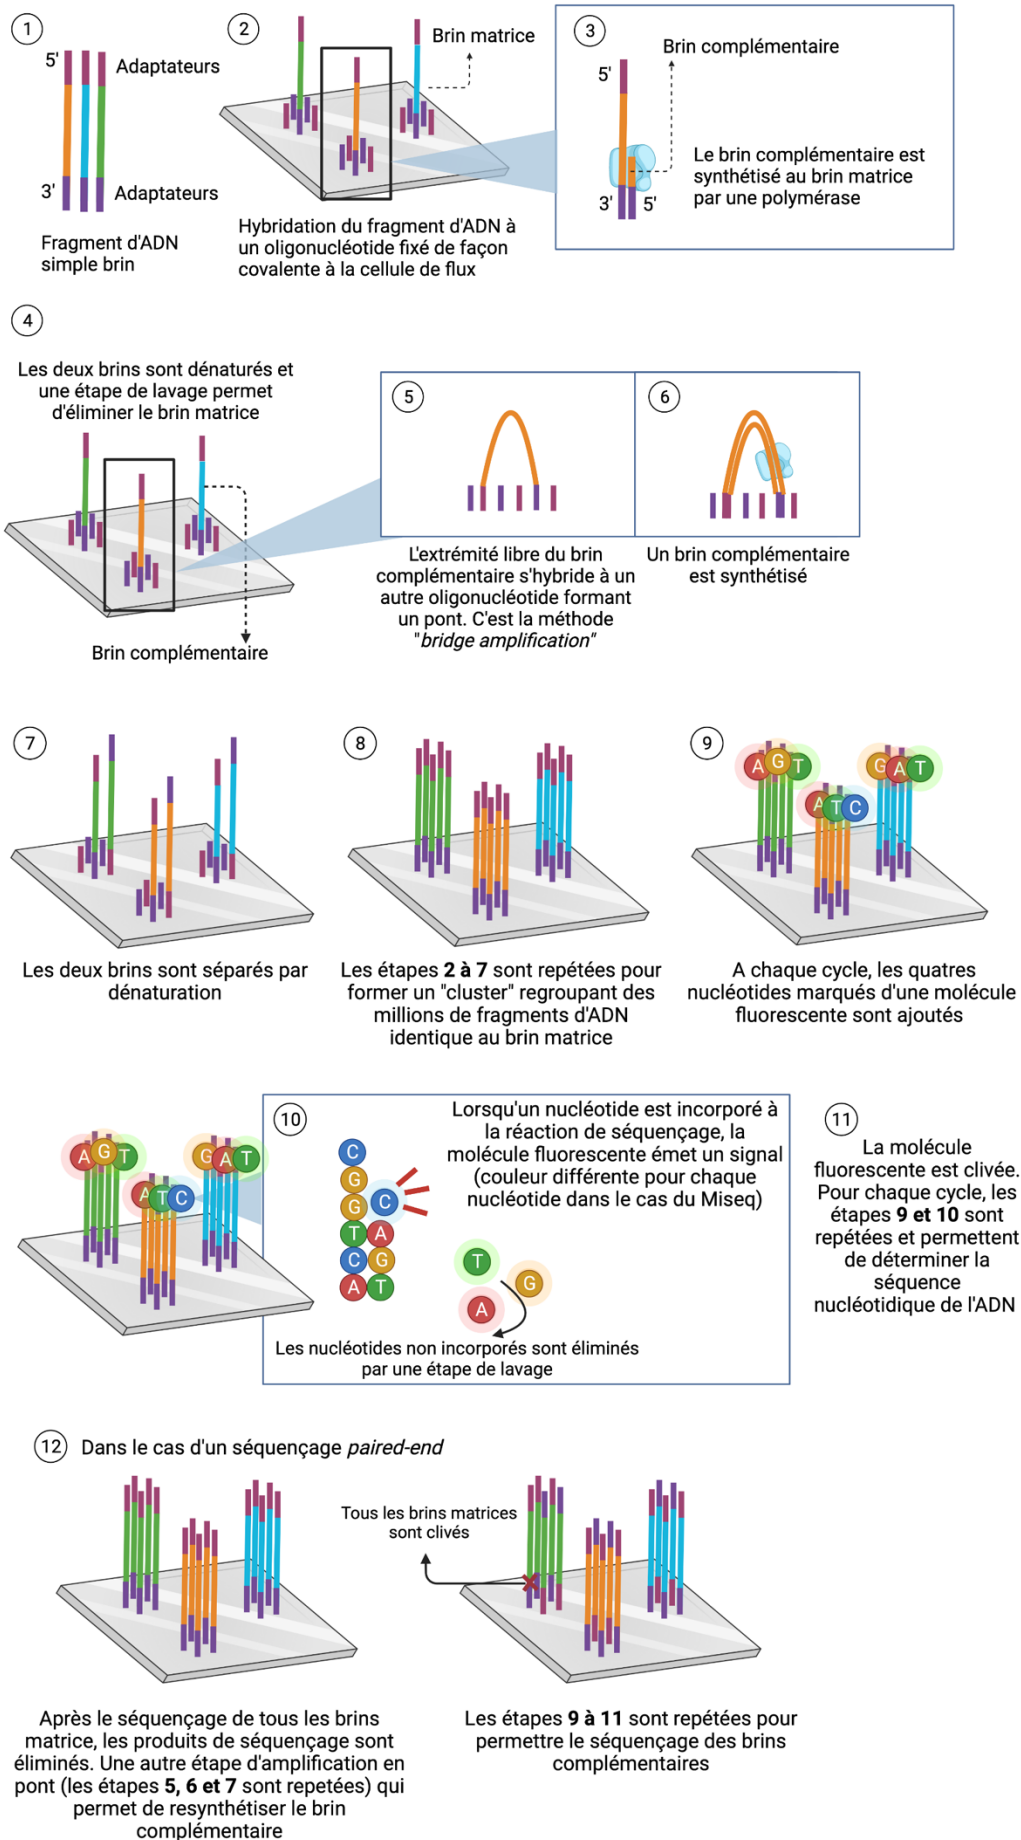 1
5'
Adaptateurs
3'
Adaptateurs
Fragment d'ADN
simple brin
2
Brin matrice
Hybridation du fragment d'ADN à
un oligonucléotide fixé de façon
covalente à la cellule de flux
3
Brin complémentaire
5'
Le brin complémentaire est
synthétisé au brin matrice
par une polymérase
3' 5'
4
Les deux brins sont dénaturés et
une étape de lavage permet
d'éliminer le brin matrice
Brin complémentaire
5
L'extrémité libre du brin
complémentaire s'hybride à un
autre oligonucléotide formant
un pont. C'est la méthode
"bridge amplification"
6
Un brin complémentaire
est synthétisé
7
Les deux brins sont séparés par
dénaturation
8
Les étapes 2 à 7 sont repétées pour
former un "cluster" regroupant des
millions de fragments d'ADN
identique au brin matrice
9
A G T
A T C
G A T
A chaque cycle, les quatres
nucléotides marqués d'une molécule
fluorescente sont ajoutés
A G T
A T C
G A T
10
Lorsqu'un nucléotide est incorporé à
la réaction de séquençage, la
molécule fluorescente émet un signal
(couleur différente pour chaque
nucléotide dans le cas du Miseq)
C
G
G C
T A
C G
A T
T
G
A
Les nucléotides non incorporés sont éliminés
par une étape de lavage
11
La molécule
fluorescente est clivée.
Pour chaque cycle, les
étapes 9 et 10 sont
repétées et permettent
de déterminer la
séquence
nucléotidique de l'ADN
12 Dans le cas d'un séquençage paired-end
Après le séquençage de tous les brins
matrice, les produits de séquençage sont
éliminés. Une autre étape d'amplification en
pont (les étapes 5, 6 et 7 sont repetées) qui
permet de resynthétiser le brin
complémentaire
Tous les brins matrices
sont clivés
Les étapes 9 à 11 sont repétées pour
permettre le séquençage des brins
complémentaires